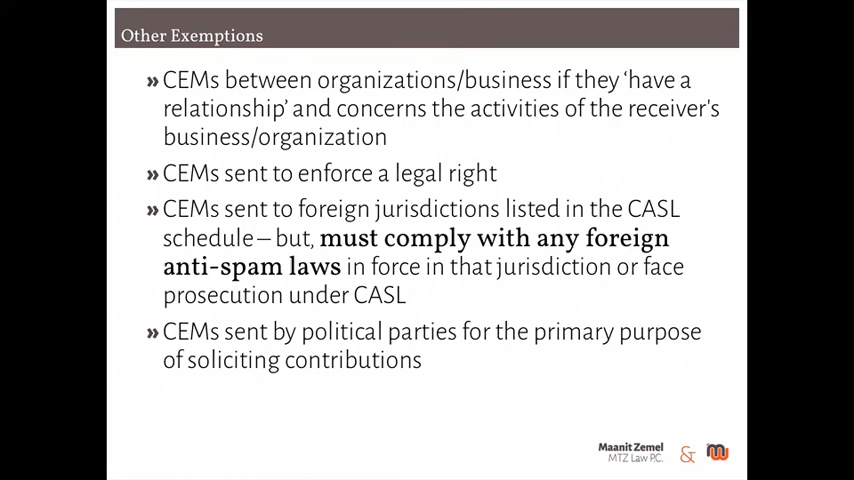 Other Exemptions
» CEMs between organizations/business if they ‘have a
relationship’ and concerns the activities of the receiver's
business/organization
» CEMs sent to enforce a legal right
» CEMs sent to foreign jurisdictions listed in the CASL
schedule – but, must comply with any foreign
anti-spam laws in force in that jurisdiction or face
prosecution under CASL
» CEMs sent by political parties for the primary purpose
of soliciting contributions
Maanit Zemel
MTZ Law P.C.
&